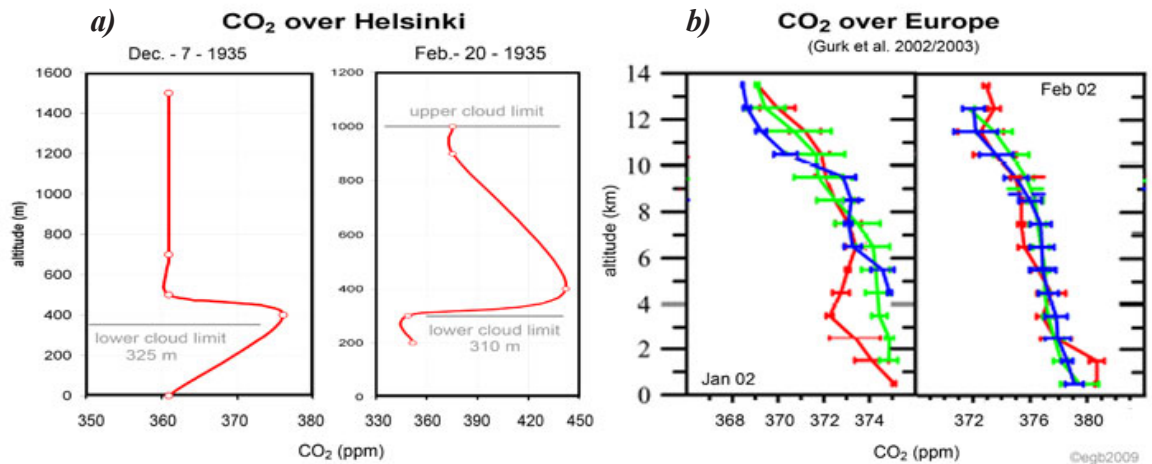 a)
CO₂ over Helsinki
Dec. - 7 - 1935
Feb.- 20 - 1935
altitude (m)
1600
1400
1200
1000
800
600
400
200
0
lower cloud limit
325 m
350
360
370
380
1200
1000
800
600
400
200
0
upper cloud limit
lower cloud limit
310 m
330
360
390
420
450
CO₂ (ppm)
b)
CO₂ over Europe
(Gurk et al. 2002/2003)
altitude (km)
14
12
10
8
6
4
2
0
Jan 02
368
370
372
374
Feb 02
372
376
380
CO₂ (ppm)
©egb2009